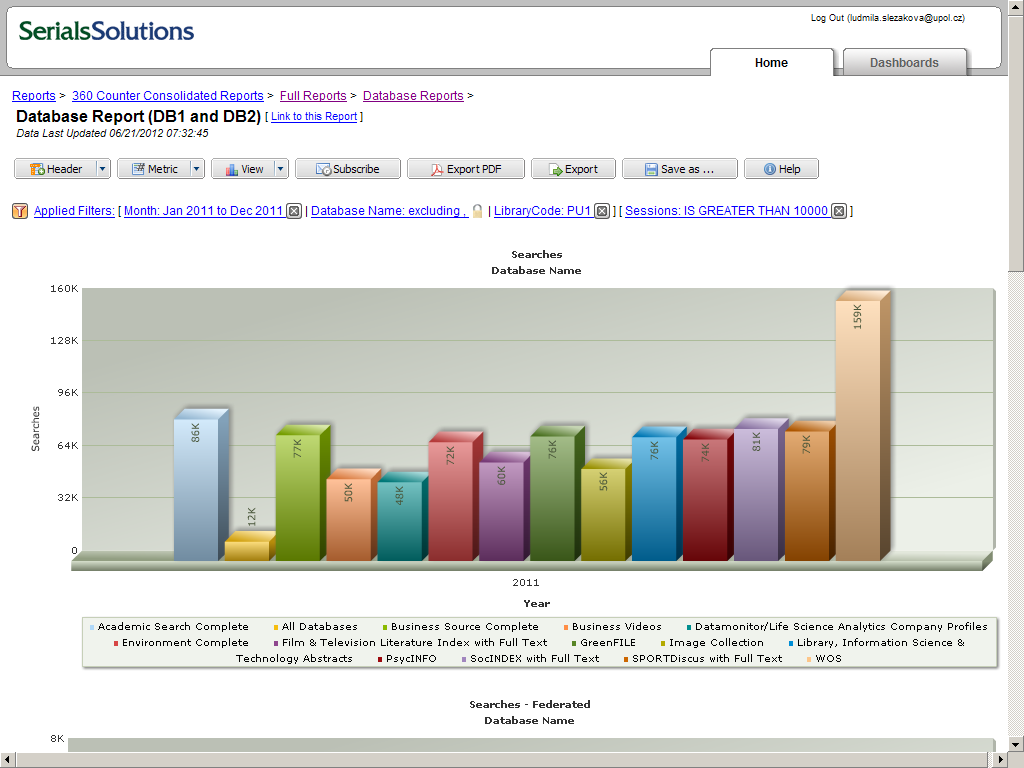 SerialsSolutions
Log Out (ludmila.slezakova@upol.cz)
Home
Dashboards
Reports > 360 Counter Consolidated Reports > Full Reports > Database Reports >
Database Report (DB1 and DB2) [ Link to this Report ]
Data Last Updated 06/21/2012 07:32:45
Header Metric View Subscribe Export PDF Export Save as ... Help
Applied Filters: [ Month: Jan 2011 to Dec 2011 | Database Name: excluding , | LibraryCode: PU1 ] [ Sessions: IS GREATER THAN 10000 ]
Searches
Database Name
160K
128K
96K
64K
32K
0
Searches
86K
12K
77K
50K
48K
72K
60K
76K
56K
76K
74K
81K
79K
159K
2011
Year
Academic Search Complete All Databases Business Source Complete Business Videos Datamonitor/Life Science Analytics Company Profiles
Environment Complete Film & Television Literature Index with Full Text GreenFILE Image Collection Library, Information Science &
Technology Abstracts PsycINFO SocINDEX with Full Text SPORTDiscus with Full Text WOS
Searches - Federated
Database Name
8K